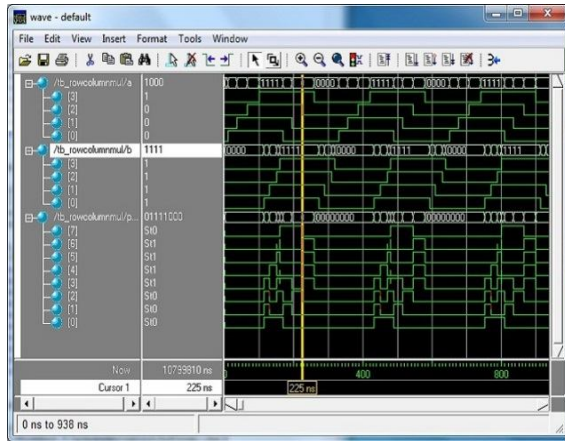 wave - default
File Edit View Insert Format Tools Window
/tb_rowcolumnmul/a 1000 1111 0000 1111 0000 1111
[3] 1
[2] 0
[1] 0
[0] 0
/tb_rowcolumnmul/b 1111 0000 1111 0000 1111 0000 1111
[3] 1
[2] 1
[1] 1
[0] 1
/tb_rowcolumnmul/p... 01111000 00000000 00000000
[7] St0
[6] St1
[5] St1
[4] St1
[3] St1
[2] St0
[1] St0
[0] St0
Now 10799810 ns 400 800
Cursor 1 225 ns 225 ns
0 ns to 938 ns